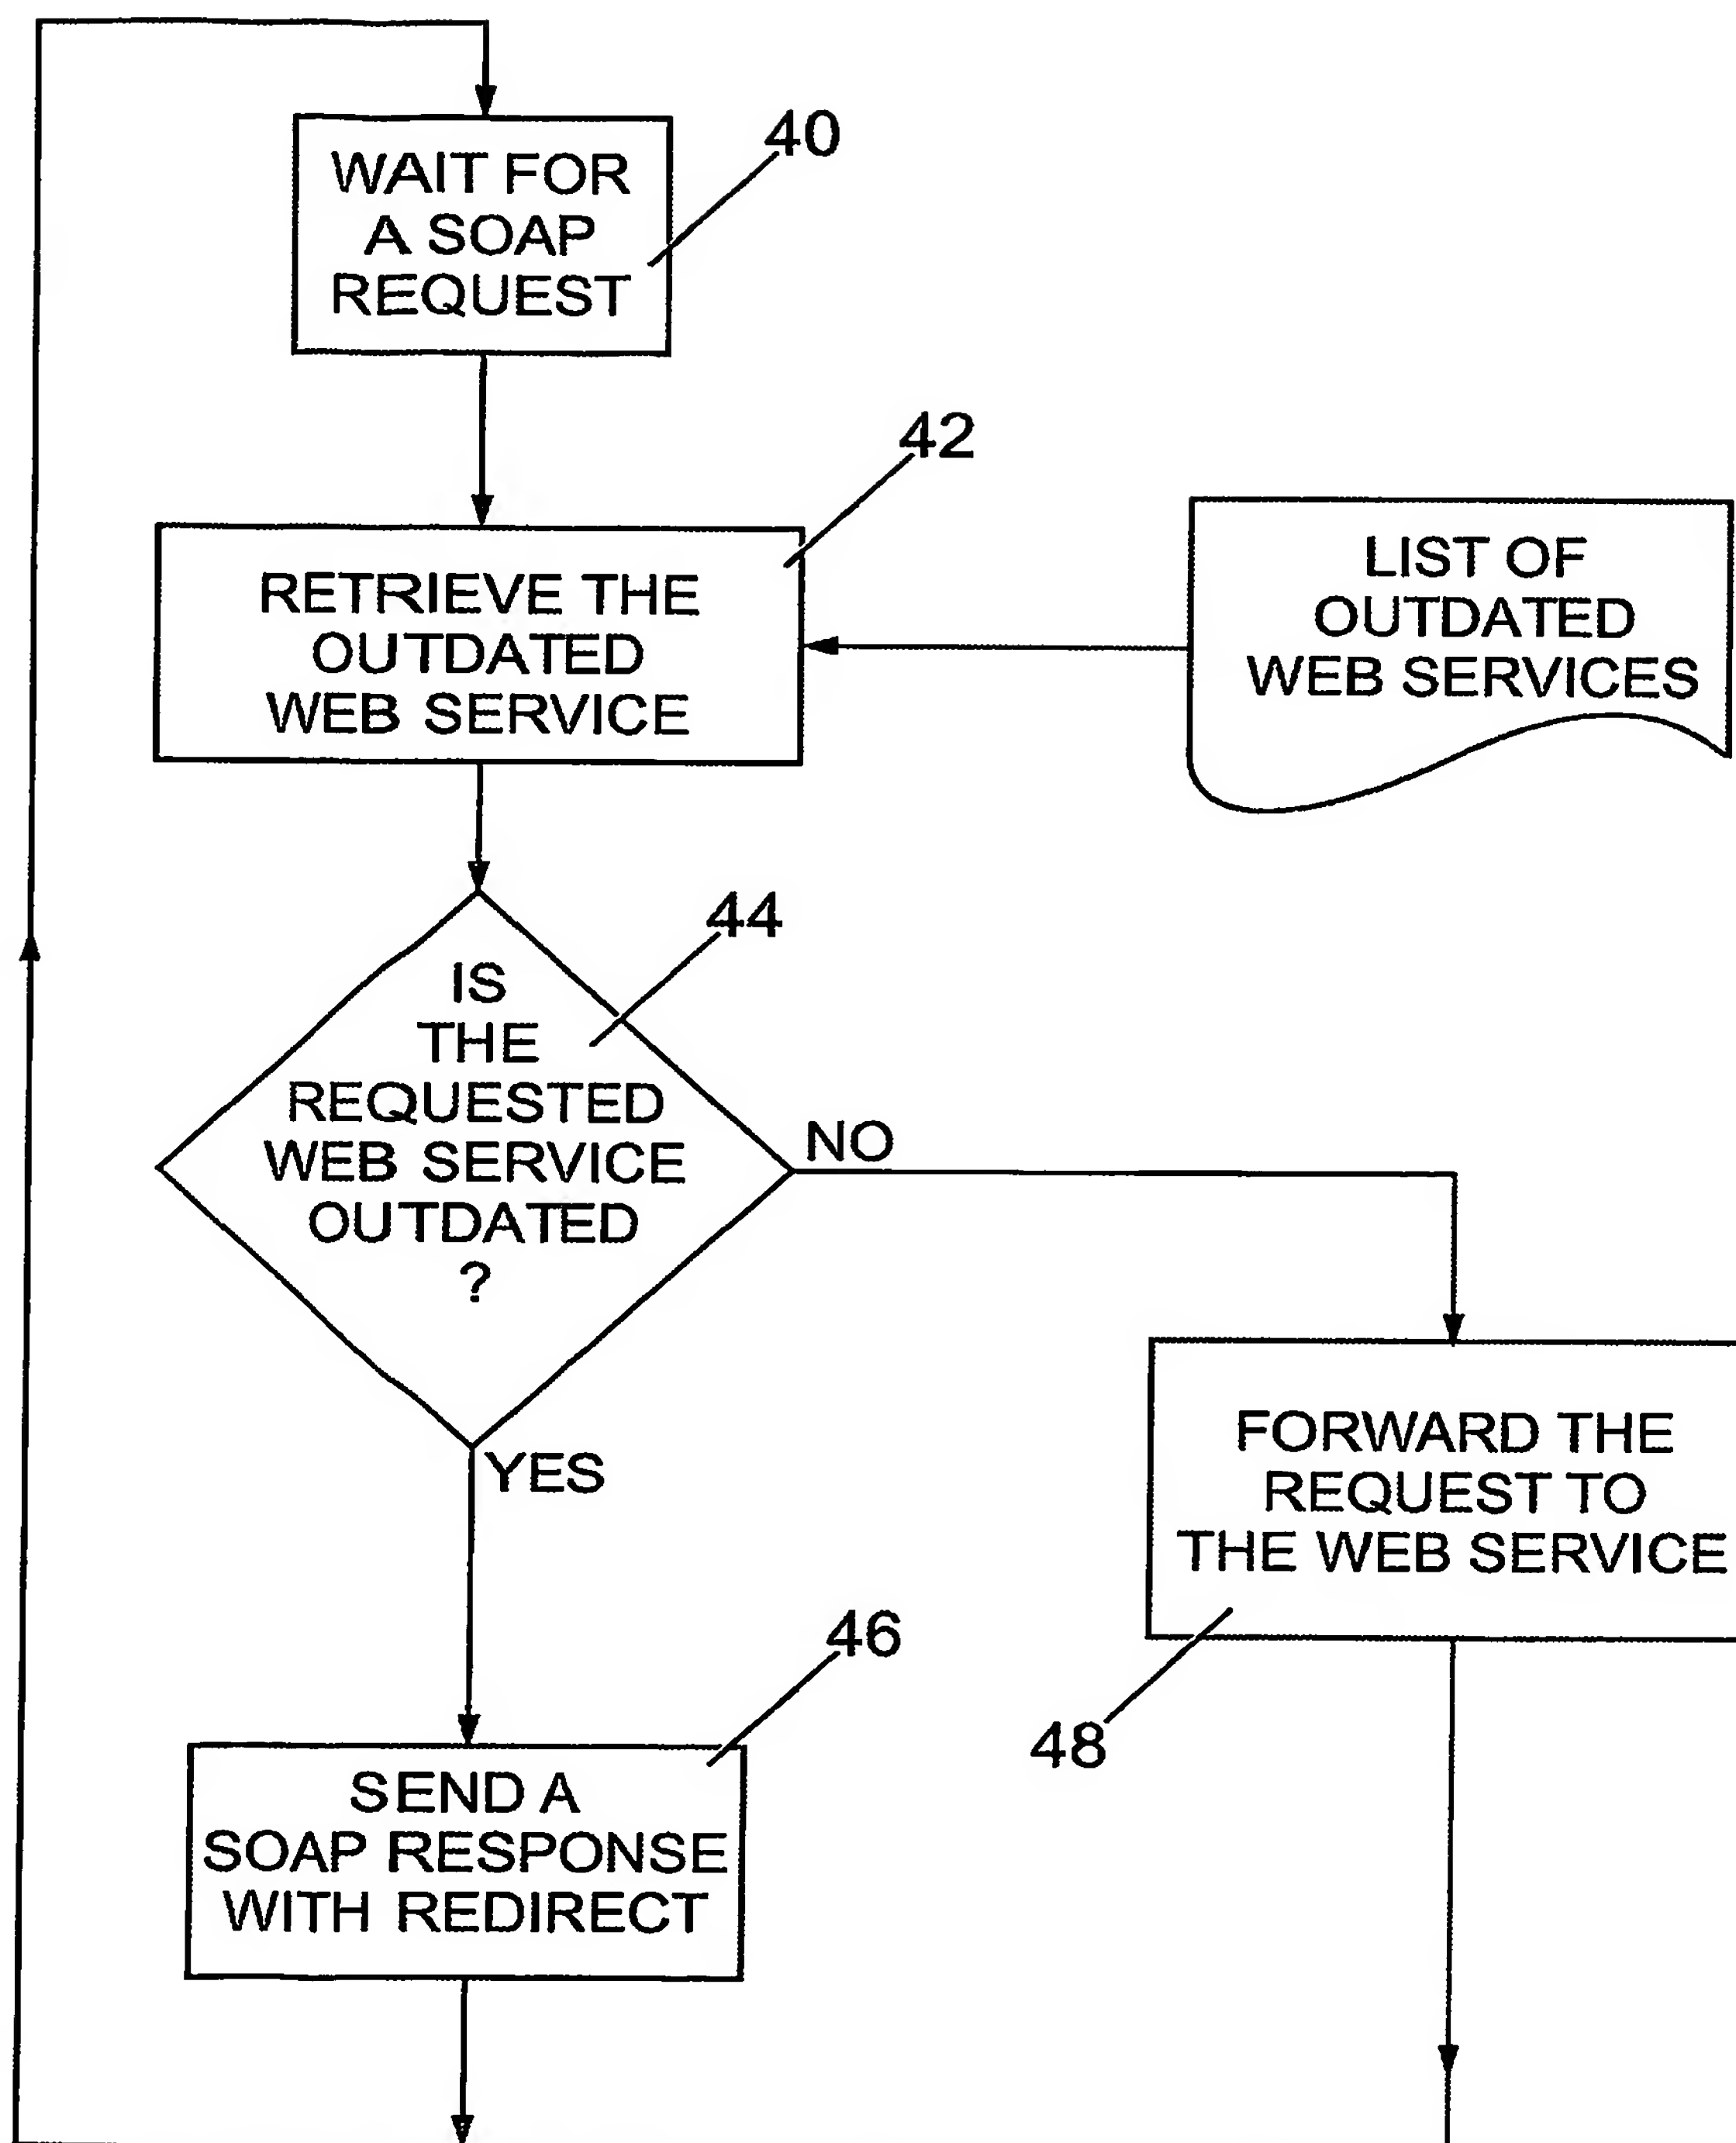 WAIT FOR
A SOAP
REQUEST
40
RETRIEVE THE
OUTDATED
WEB SERVICE
42
LIST OF
OUTDATED
WEB SERVICES
IS
THE
REQUESTED
WEB SERVICE
OUTDATED
?
44
NO
YES
FORWARD THE
REQUEST TO
THE WEB SERVICE
48
SEND A
SOAP RESPONSE
WITH REDIRECT
46